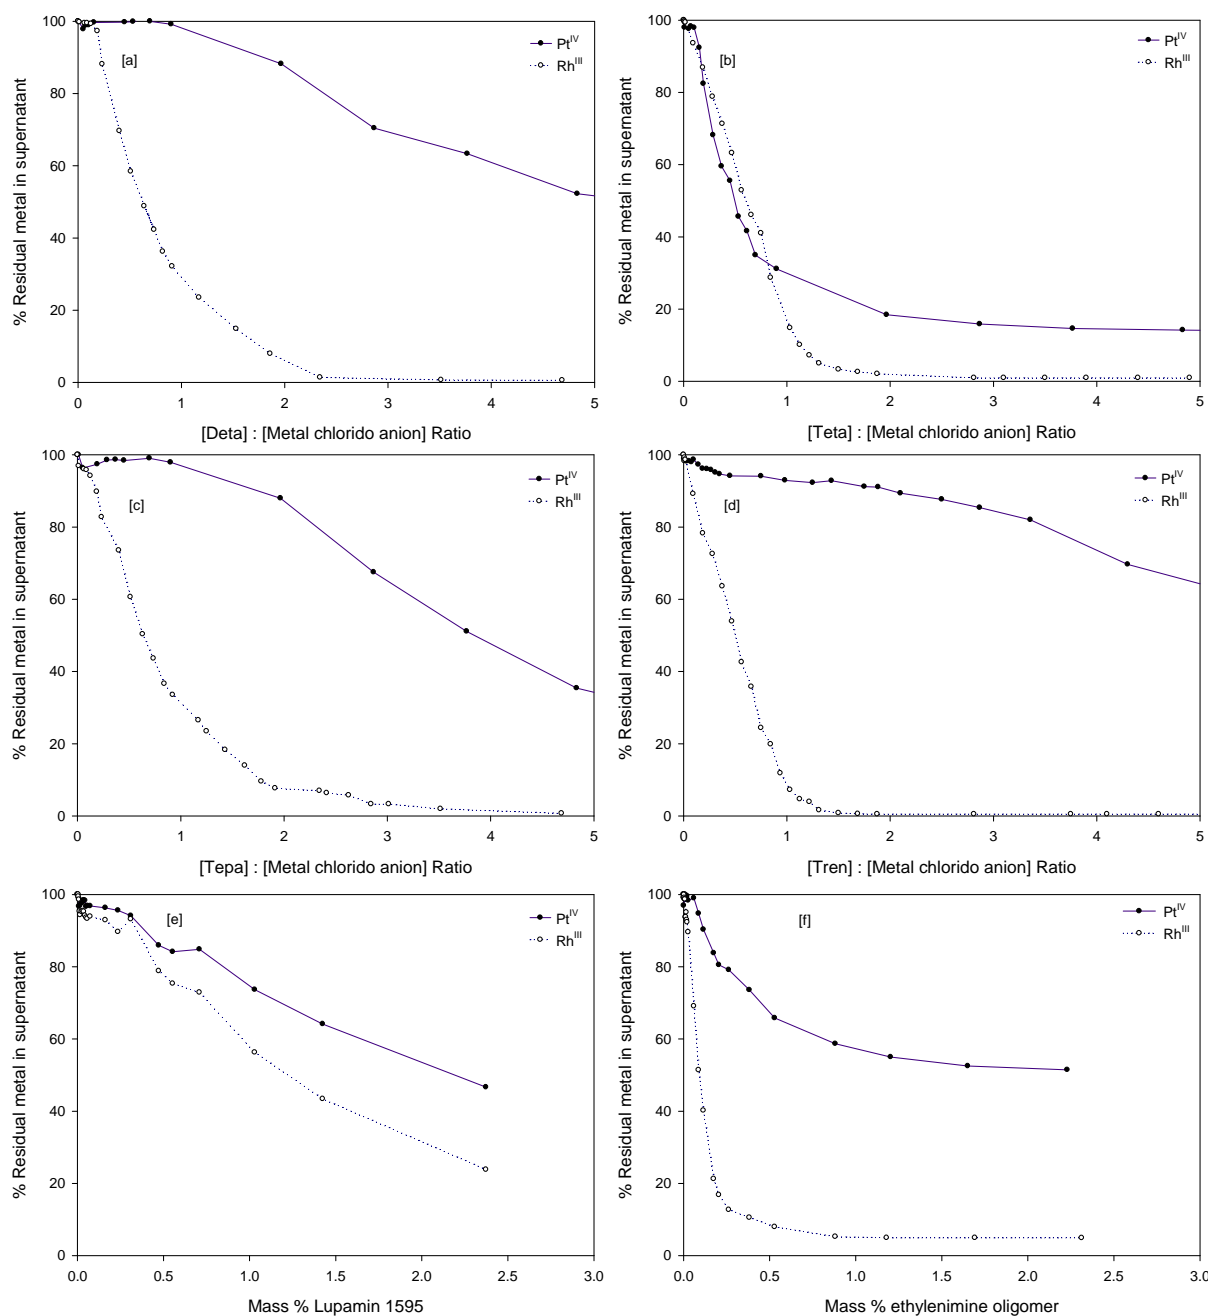 % Residual metal in supernatant
100
80
60
40
20
0
[a]
Pt^IV
Rh^III
0 1 2 3 4 5
[Deta] : [Metal chlorido anion] Ratio
% Residual metal in supernatant
100
80
60
40
20
0
[b]
Pt^IV
Rh^III
0 1 2 3 4 5
[Teta] : [Metal chlorido anion] Ratio
% Residual metal in supernatant
100
80
60
40
20
0
[c]
Pt^IV
Rh^III
0 1 2 3 4 5
[Tepa] : [Metal chlorido anion] Ratio
% Residual metal in supernatant
100
80
60
40
20
0
[d]
Pt^IV
Rh^III
0 1 2 3 4 5
[Tren] : [Metal chlorido anion] Ratio
% Residual metal in supernatant
100
80
60
40
20
0
[e]
Pt^IV
Rh^III
0.0 0.5 1.0 1.5 2.0 2.5 3.0
Mass % Lupamin 1595
% Residual metal in supernatant
100
80
60
40
20
0
[f]
Pt^IV
Rh^III
0.0 0.5 1.0 1.5 2.0 2.5 3.0
Mass % ethylenimine oligomer